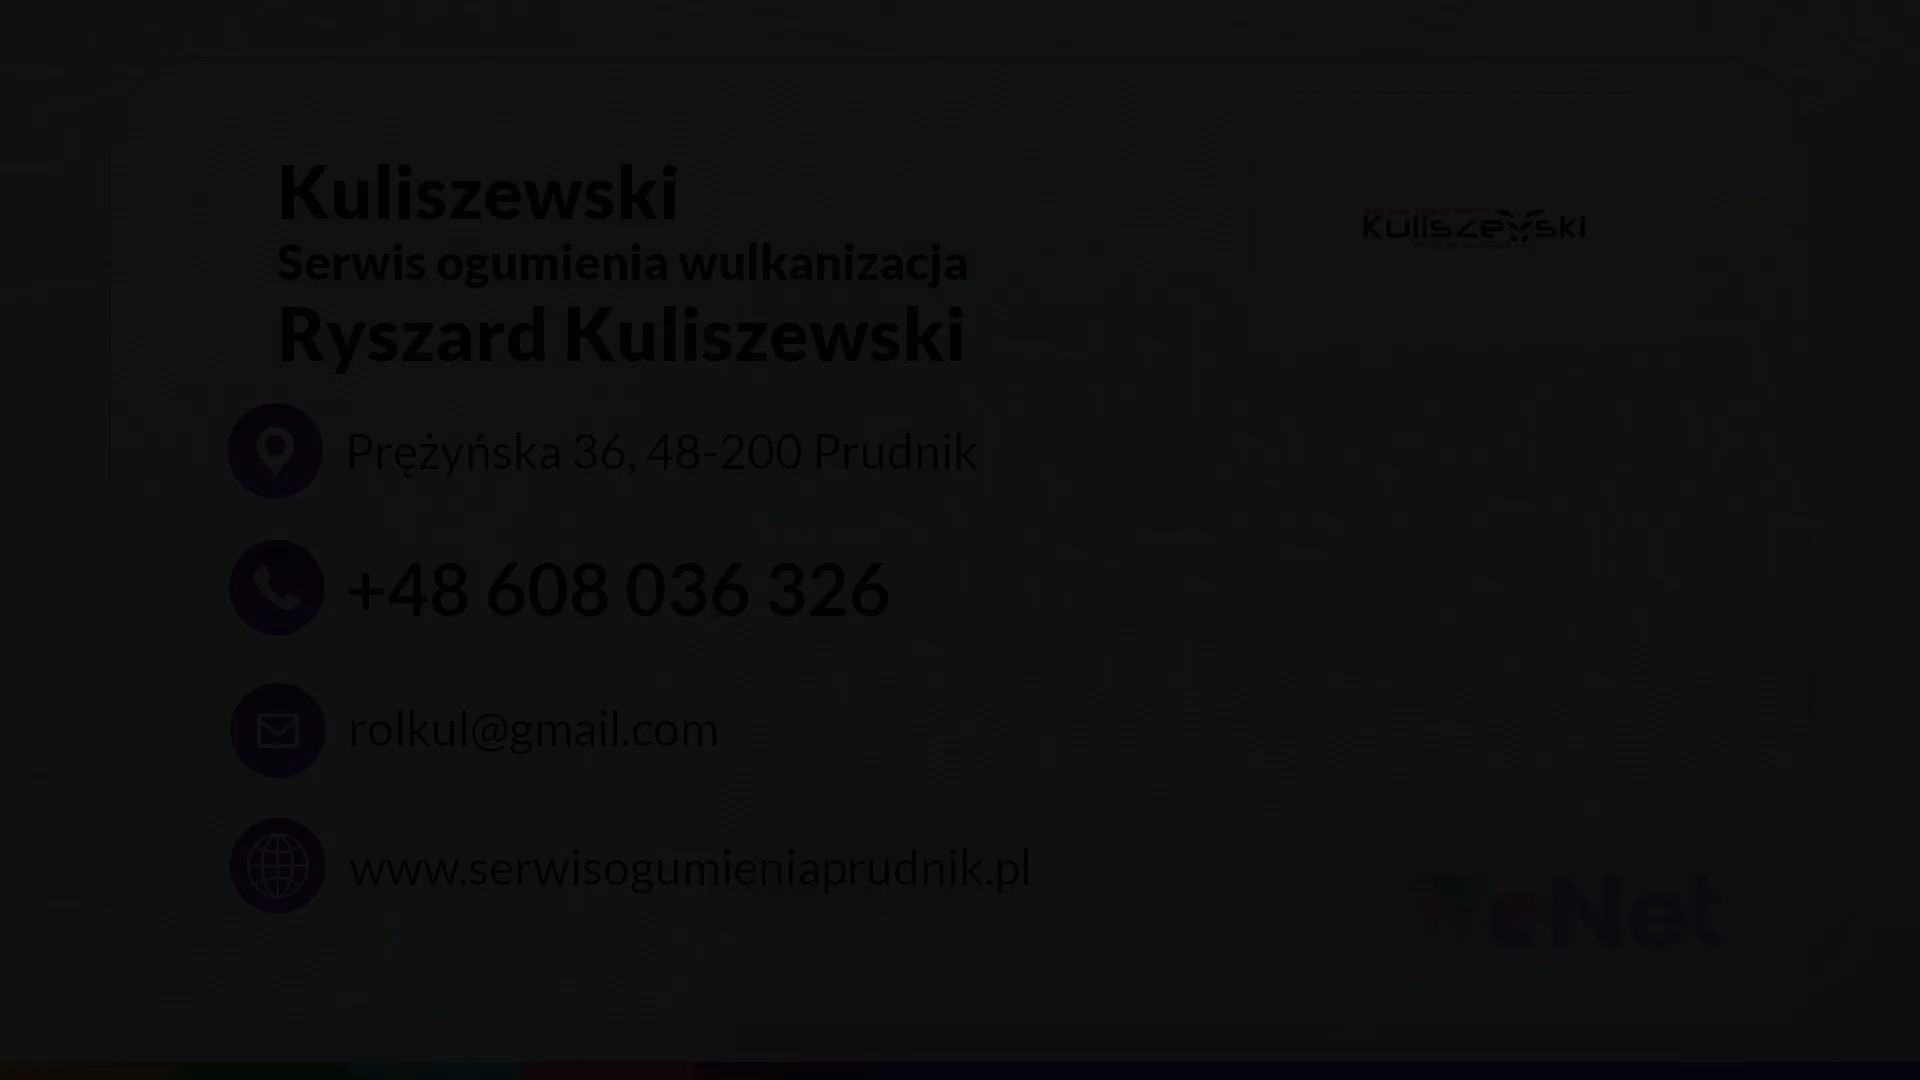 Kuliszewski
Serwis ogumienia wulkanizacja
Ryszard Kuliszewski
Kuliszewski
Prężyńska 36, 48-200 Prudnik
+48 608 036 326
rolkul@gmail.com
www.serwisogumieniaprudnik.pl
eNet